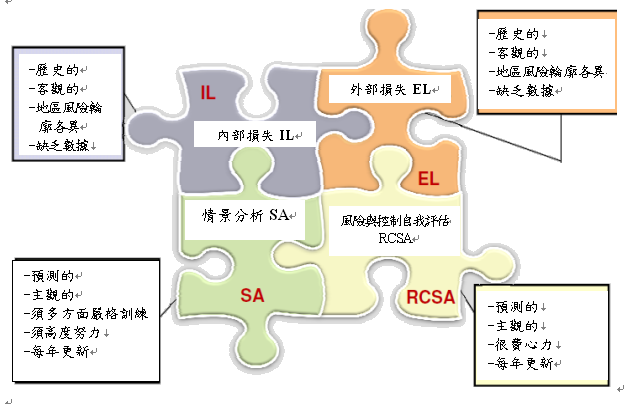 -歷史的
-客觀的
-地區風險輪
廓各異
-缺乏數據
IL
內部損失 IL
外部損失 EL
EL
-歷史的
-客觀的
-地區風險輪廓各異
-缺乏數據
情景分析 SA
SA
風險與控制自我評估
RCSA
RCSA
-預測的
-主觀的
-須多方面嚴格訓練
-須高度努力
-每年更新
-預測的
-主觀的
-很費心力
-每年更新